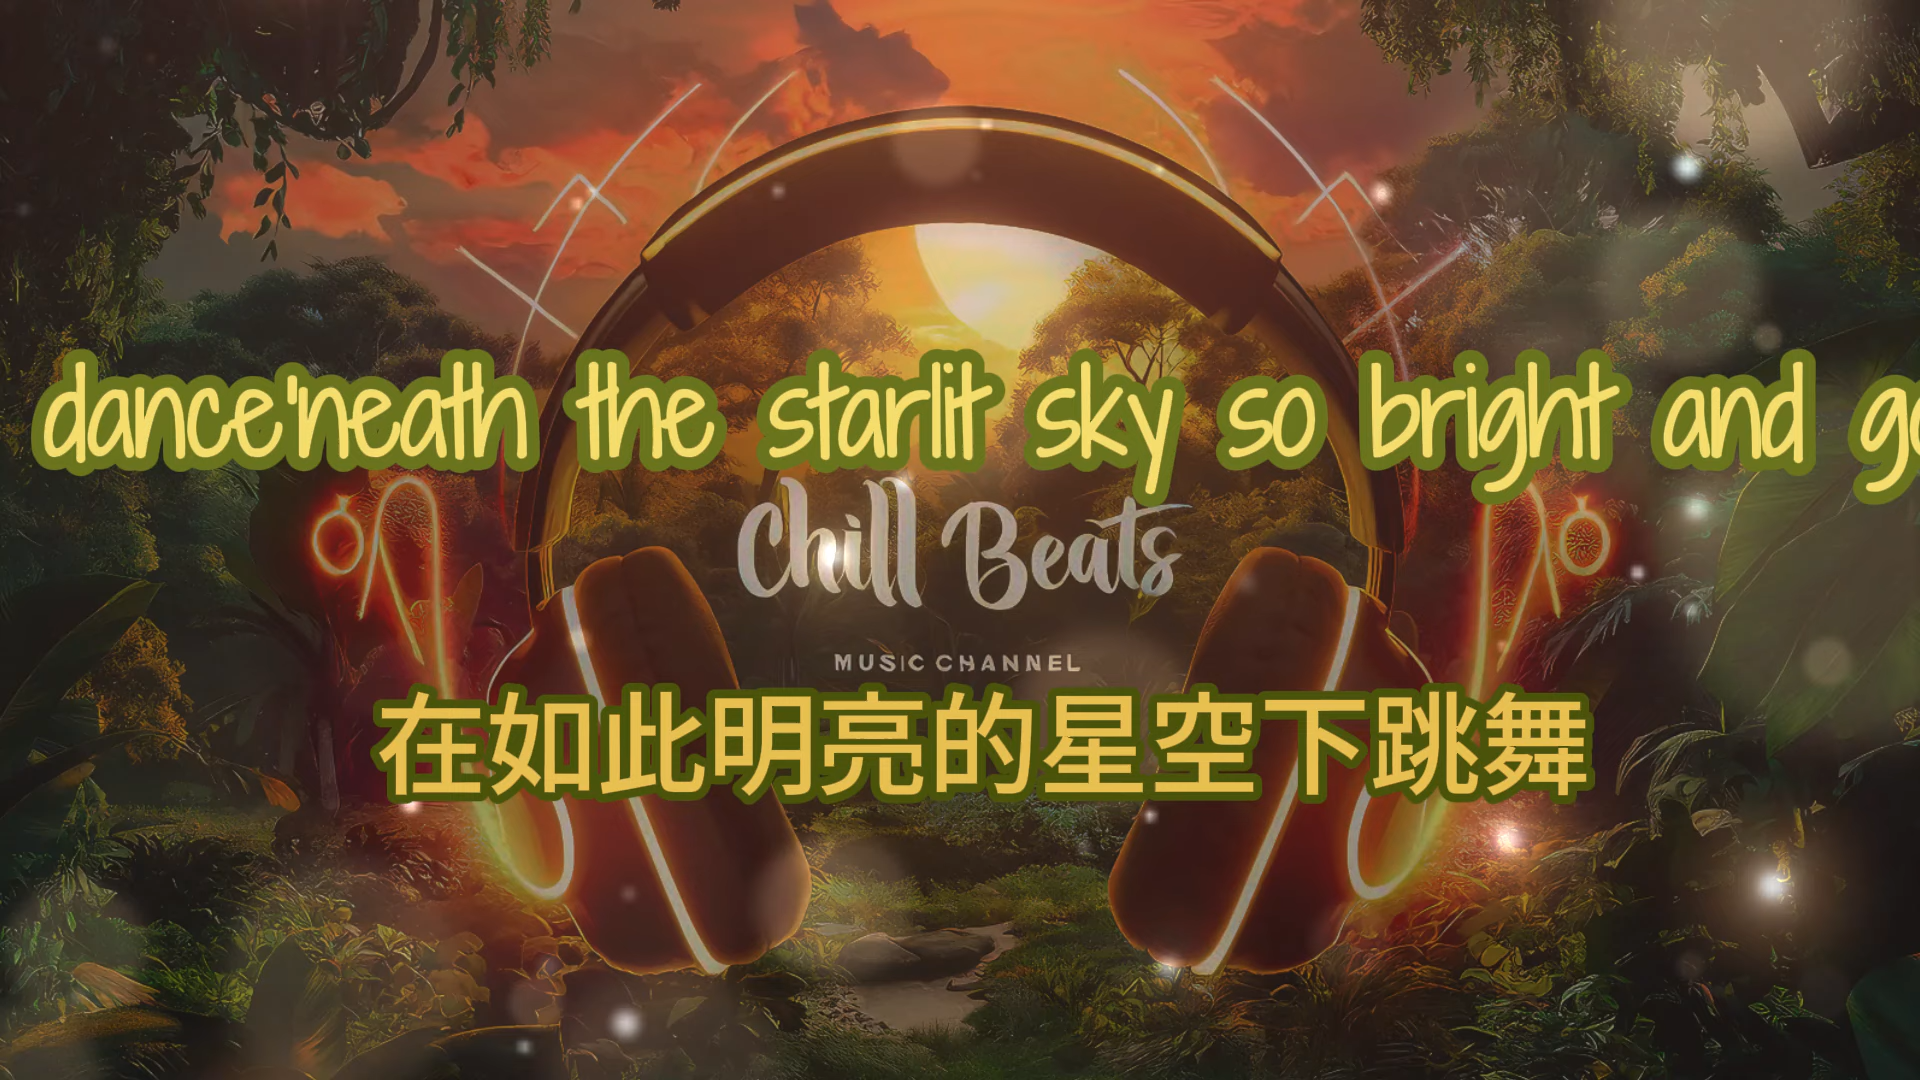 dance'neath the starlit sky so bright and
Chill Beats
MUSIC CHANNEL
在如此明亮的星空下跳舞